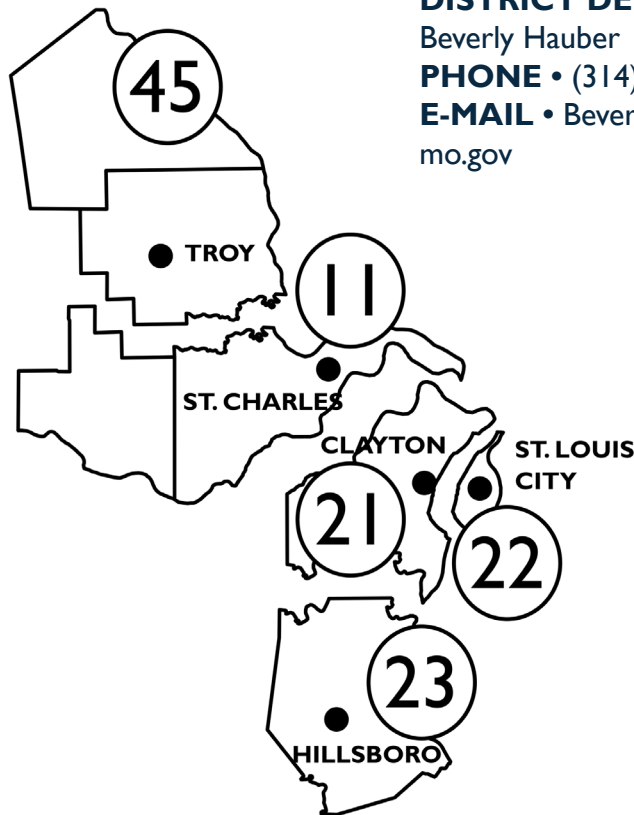 DISTRICT DE
Beverly Hauber
PHONE • (314)
E-MAIL • Bever
mo.gov
45
TROY
11
ST. CHARLES
CLAYTON
ST. LOUIS
CITY
21
22
23
HILLSBORO